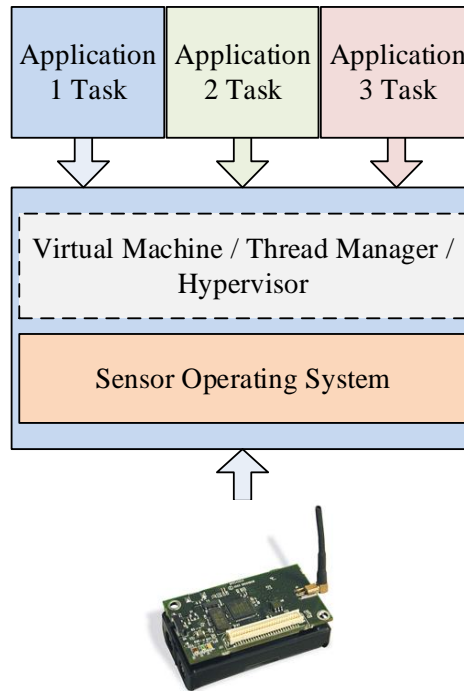 Application
1 Task
Application
2 Task
Application
3 Task
Virtual Machine / Thread Manager /
Hypervisor
Sensor Operating System